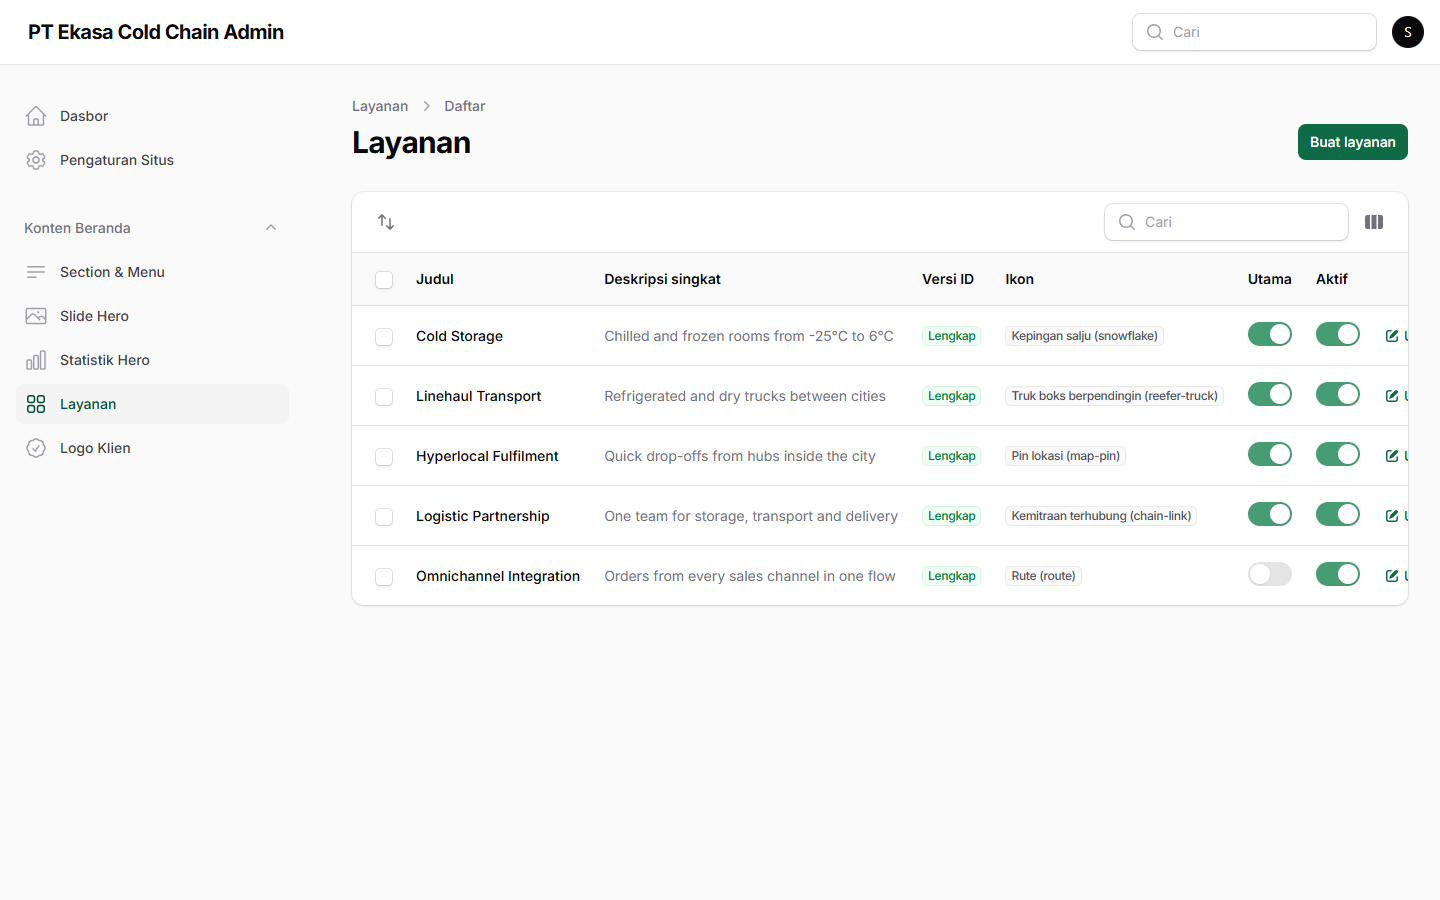 PT Ekasa Cold Chain Admin
Cari
S
Dasbor
Pengaturan Situs
Konten Beranda
Section & Menu
Slide Hero
Statistik Hero
Layanan
Logo Klien
Layanan > Daftar
Layanan
Buat layanan
Cari
Judul Deskripsi singkat Versi ID Ikon Utama Aktif
Cold Storage Chilled and frozen rooms from -25°C to 6°C Lengkap Kepingan salju (snowflake)
Linehaul Transport Refrigerated and dry trucks between cities Lengkap Truk boks berpendingin (reefer-truck)
Hyperlocal Fulfilment Quick drop-offs from hubs inside the city Lengkap Pin lokasi (map-pin)
Logistic Partnership One team for storage, transport and delivery Lengkap Kemitraan terhubung (chain-link)
Omnichannel Integration Orders from every sales channel in one flow Lengkap Rute (route)